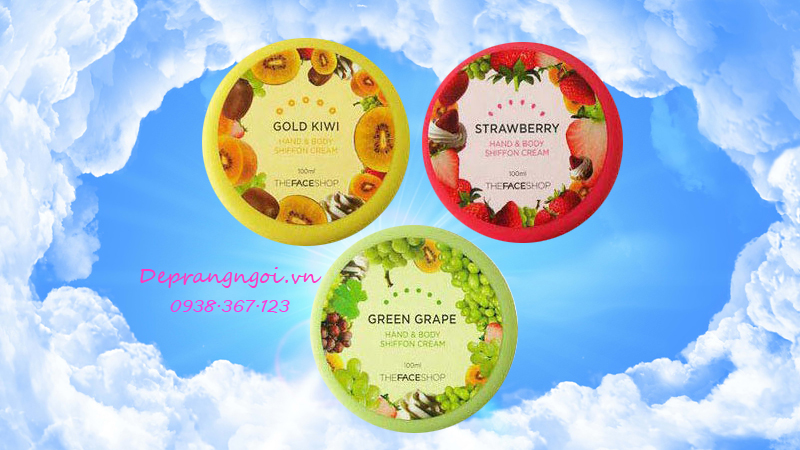 GOLD KIWI
HAND & BODY
SHIFFON CREAM
100ml
THEFACESHOP
STRAWBERRY
HAND & BODY
SHIFFON CREAM
100ml
THEFACESHOP
Deprangngoi.vn
0938·367·123
GREEN GRAPE
HAND & BODY
SHIFFON CREAM
100ml
THEFACESHOP